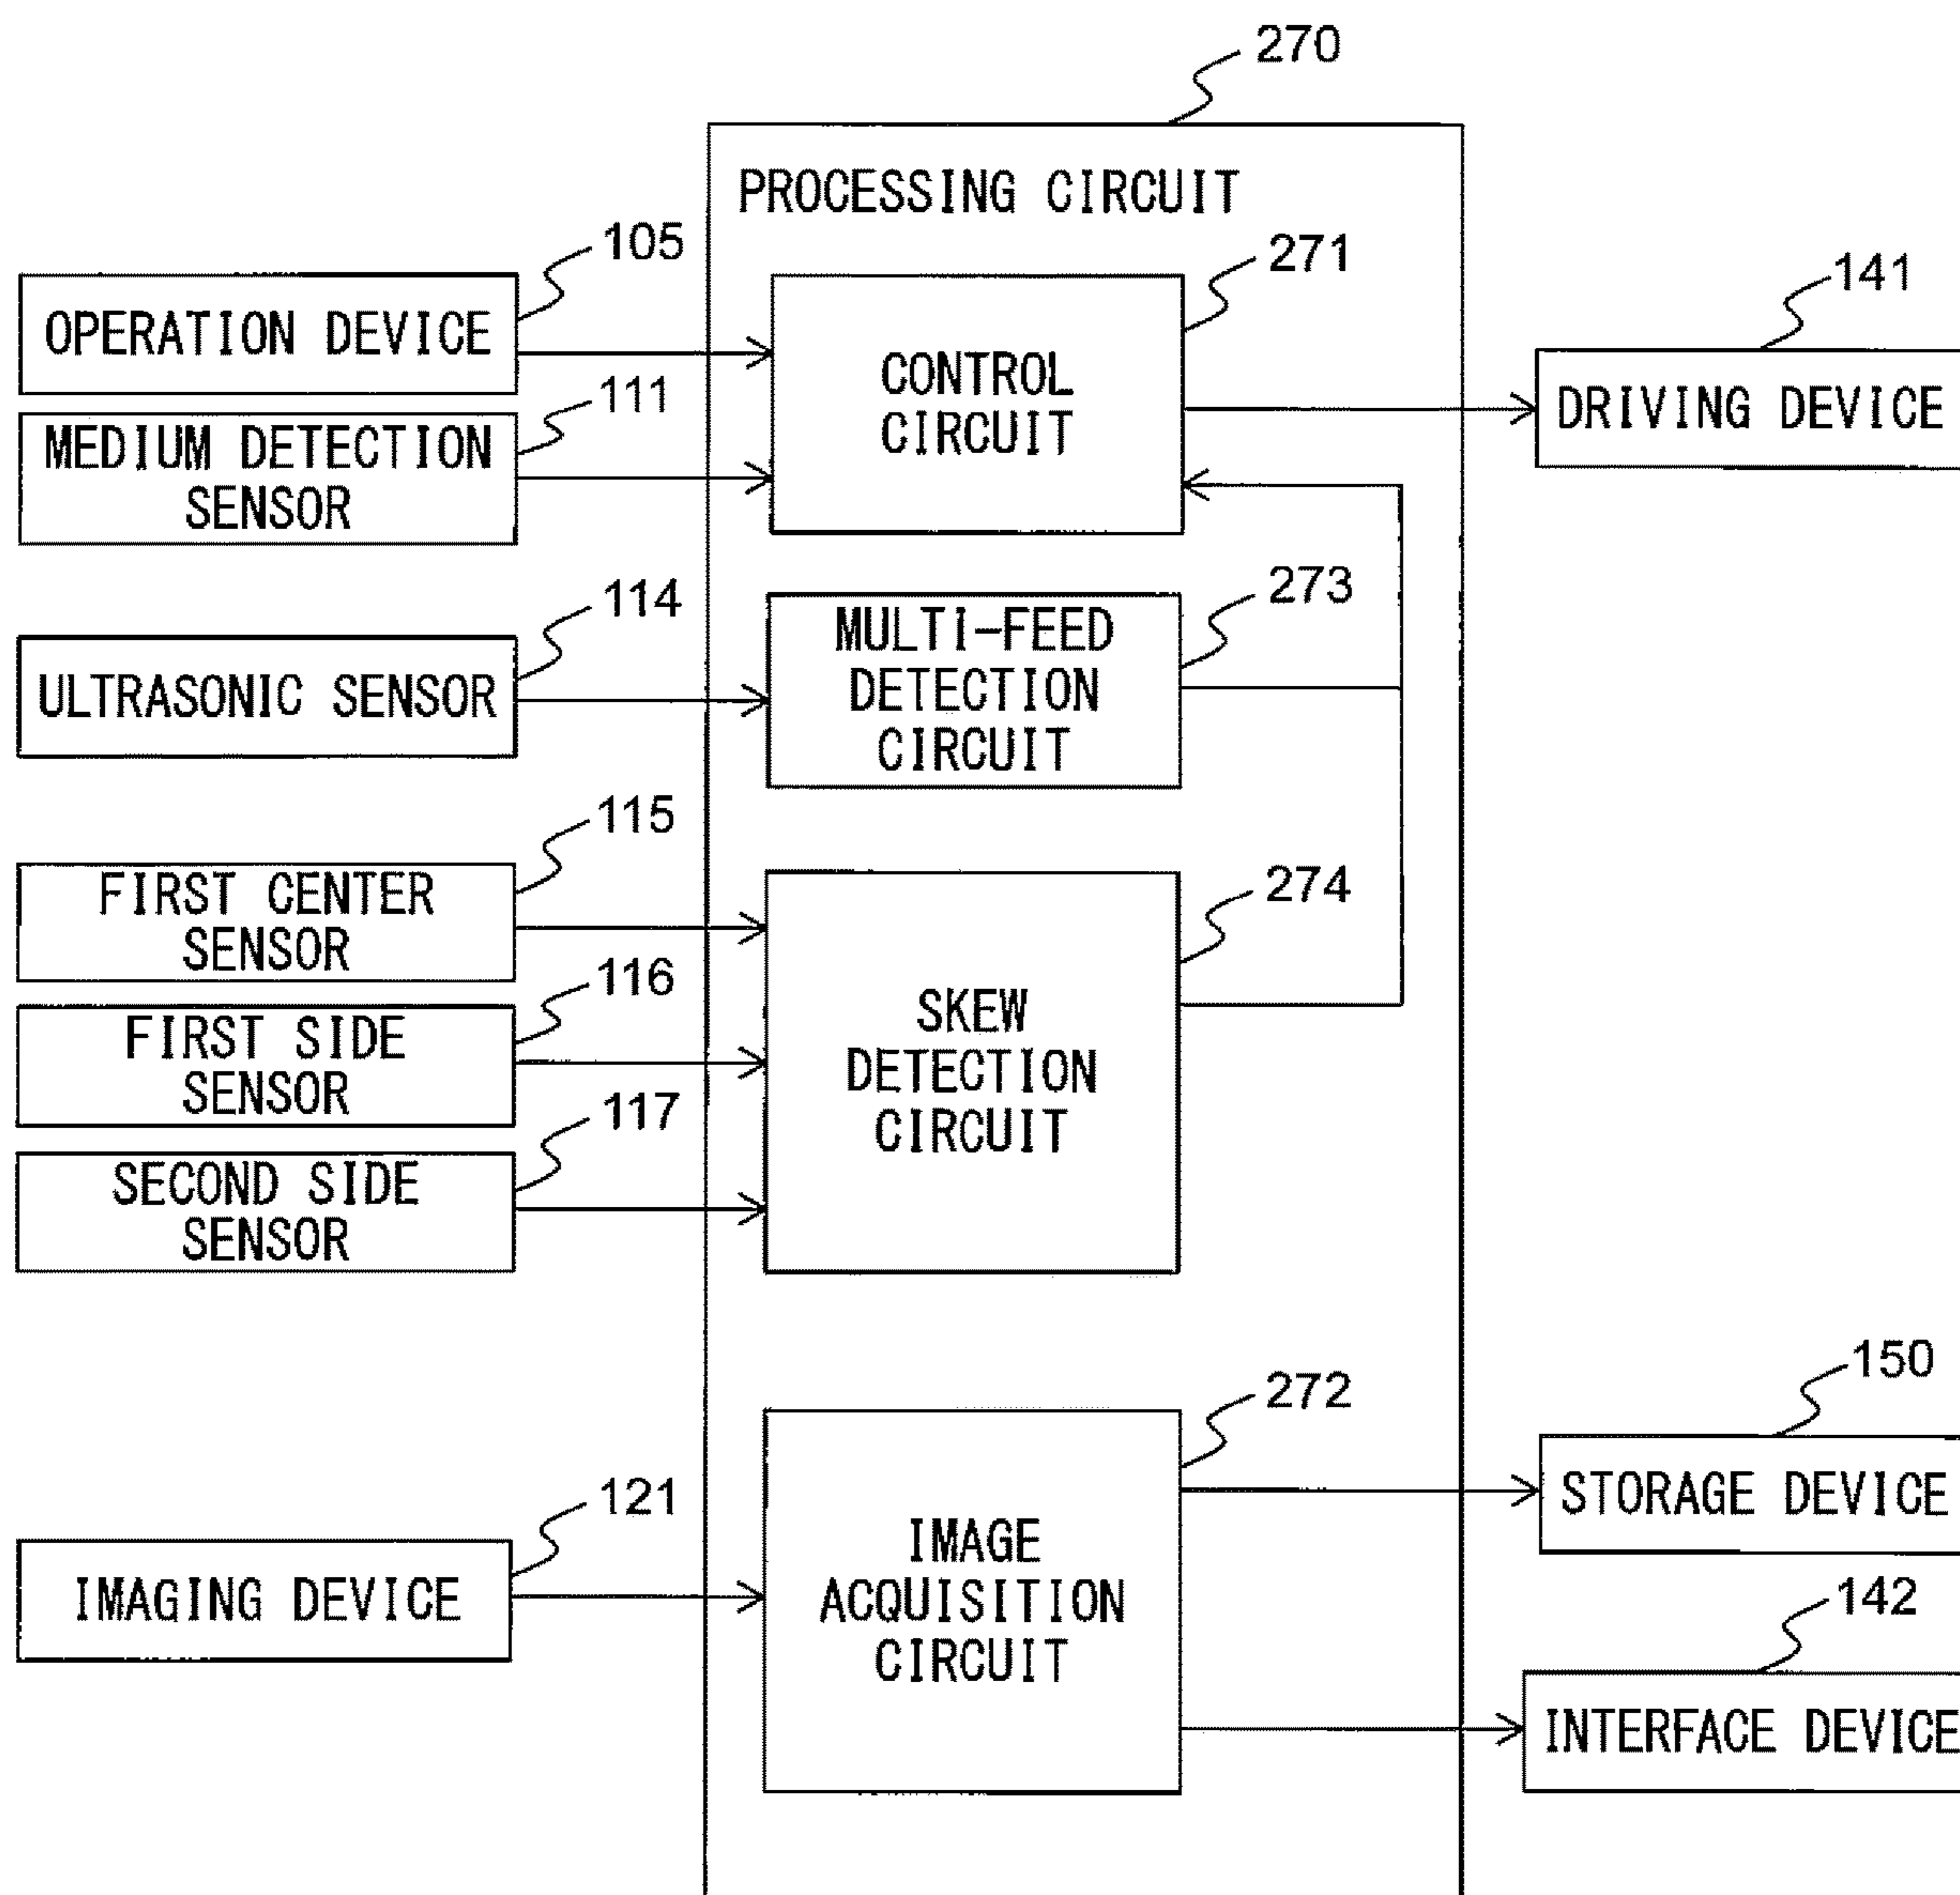 270
PROCESSING CIRCUIT
105
OPERATION DEVICE
271
CONTROL
CIRCUIT
141
DRIVING DEVICE
111
MEDIUM DETECTION
SENSOR
114
ULTRASONIC SENSOR
273
MULTI-FEED
DETECTION
CIRCUIT
115
FIRST CENTER
SENSOR
274
SKEW
DETECTION
CIRCUIT
116
FIRST SIDE
SENSOR
117
SECOND SIDE
SENSOR
272
IMAGE
ACQUISITION
CIRCUIT
150
STORAGE DEVICE
121
IMAGING DEVICE
142
INTERFACE DEVICE